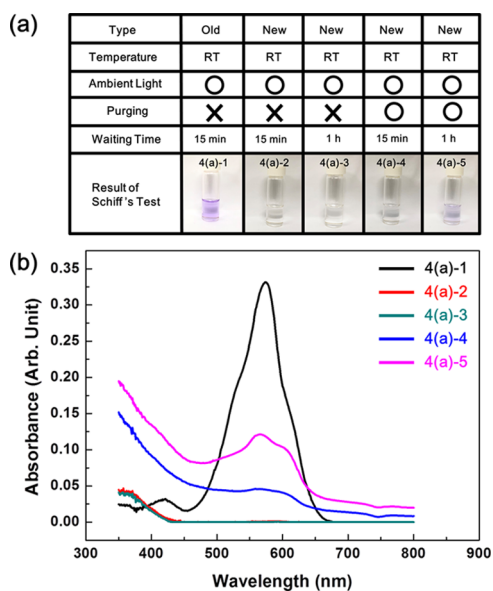 (a)
Type Old New New New New
Temperature RT RT RT RT RT
Ambient Light
Purging
Waiting Time 15 min 15 min 1 h 15 min 1 h
4(a)-1 4(a)-2 4(a)-3 4(a)-4 4(a)-5
Result of
Schiff's Test
(b)
0.35
0.30
0.25
0.20
0.15
0.10
0.05
0.00
Absorbance (Arb. Unit)
4(a)-1
4(a)-2
4(a)-3
4(a)-4
4(a)-5
300 400 500 600 700 800 900
Wavelength (nm)